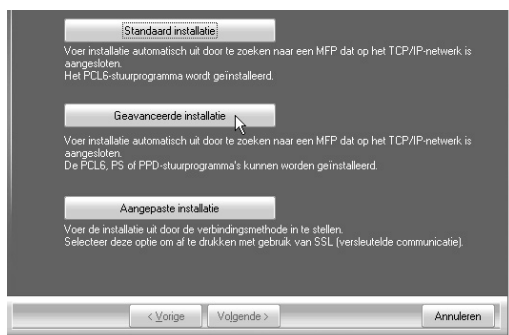 Standaard installatie
Voer installatie automatisch uit door te zoeken naar een MFP dat op het TCP/IP-netwerk is
aangesloten.
Het PCL6-stuurprogramma wordt geïnstalleerd.
Geavanceerde installatie
Voer installatie automatisch uit door te zoeken naar een MFP dat op het TCP/IP-netwerk is
aangesloten.
De PCL6, PS of PPD-stuurprogramma's kunnen worden geïnstalleerd.
Aangepaste installatie
Voer de installatie uit door de verbindingsmethode in te stellen.
Selecteer deze optie om af te drukken met gebruik van SSL (versleutelde communicatie).
< Vorige Volgende > Annuleren